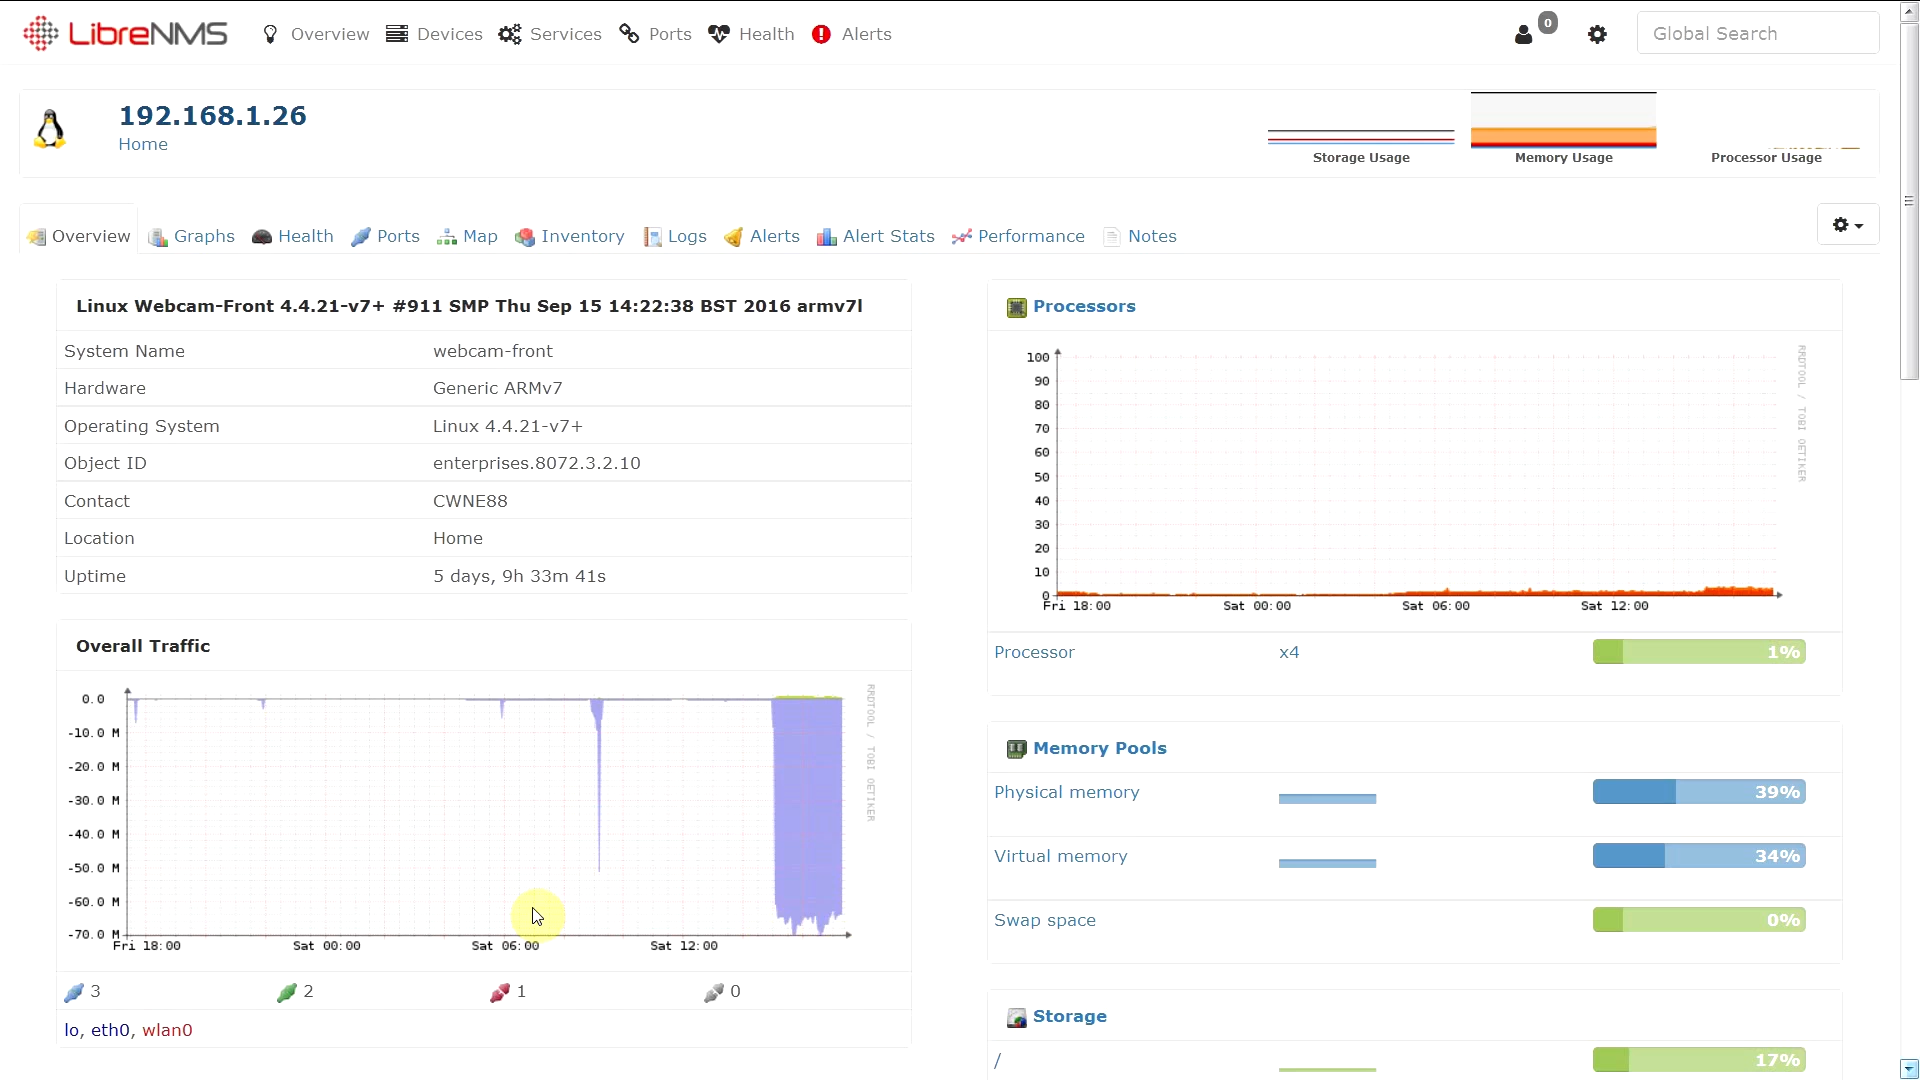 LibreNMS Overview Devices Services Ports Health Alerts 0 Global Search
192.168.1.26
Home
Storage Usage Memory Usage Processor Usage
Overview Graphs Health Ports Map Inventory Logs Alerts Alert Stats Performance Notes
Linux Webcam-Front 4.4.21-v7+ #911 SMP Thu Sep 15 14:22:38 BST 2016 armv7l
System Name webcam-front
Hardware Generic ARMv7
Operating System Linux 4.4.21-v7+
Object ID enterprises.8072.3.2.10
Contact CWNE88
Location Home
Uptime 5 days, 9h 33m 41s
Overall Traffic
0.0
-10.0 M
-20.0 M
-30.0 M
-40.0 M
-50.0 M
-60.0 M
-70.0 M
Fri 18:00 Sat 00:00 Sat 06:00 Sat 12:00
RRDTOOL / TOBI OETIKER
3 2 1 0
lo, eth0, wlan0
Processors
100
90
80
70
60
50
40
30
20
10
0
Fri 18:00 Sat 00:00 Sat 06:00 Sat 12:00
RRDTOOL / TOBI OETIKER
Processor x4 1%
Memory Pools
Physical memory 39%
Virtual memory 34%
Swap space 0%
Storage
/ 17%